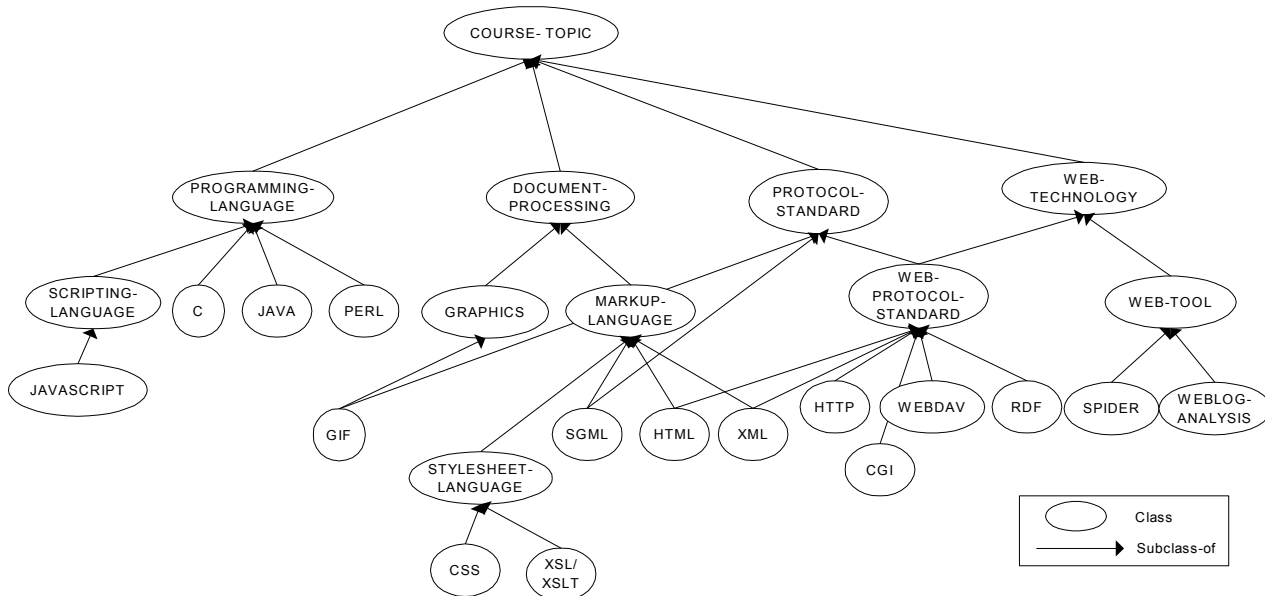 COURSE- TOPIC
PROGRAMMING-
LANGUAGE
DOCUMENT-
PROCESSING
PROTOCOL-
STANDARD
WEB-
TECHNOLOGY
SCRIPTING-
LANGUAGE
C
JAVA
PERL
GRAPHICS
MARKUP-
LANGUAGE
WEB-
PROTOCOL-
STANDARD
WEB-TOOL
JAVASCRIPT
GIF
SGML
HTML
XML
HTTP
WEBDAV
RDF
SPIDER
WEBLOG-
ANALYSIS
CGI
STYLESHEET-
LANGUAGE
CSS
XSL/
XSLT
Class
Subclass-of